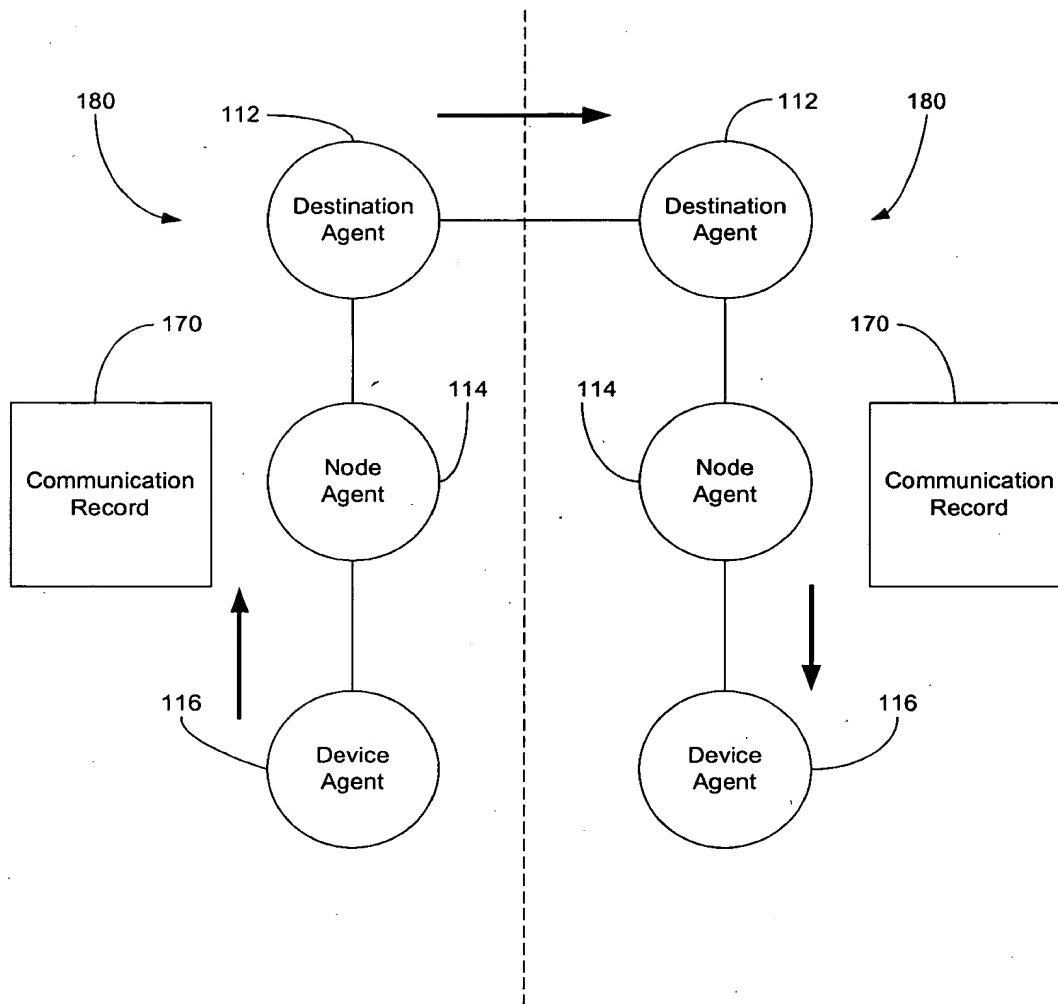 180
112
112
180
Destination
Agent
Destination
Agent
170
170
114
114
Communication
Record
Node
Agent
Node
Agent
Communication
Record
116
116
Device
Agent
Device
Agent